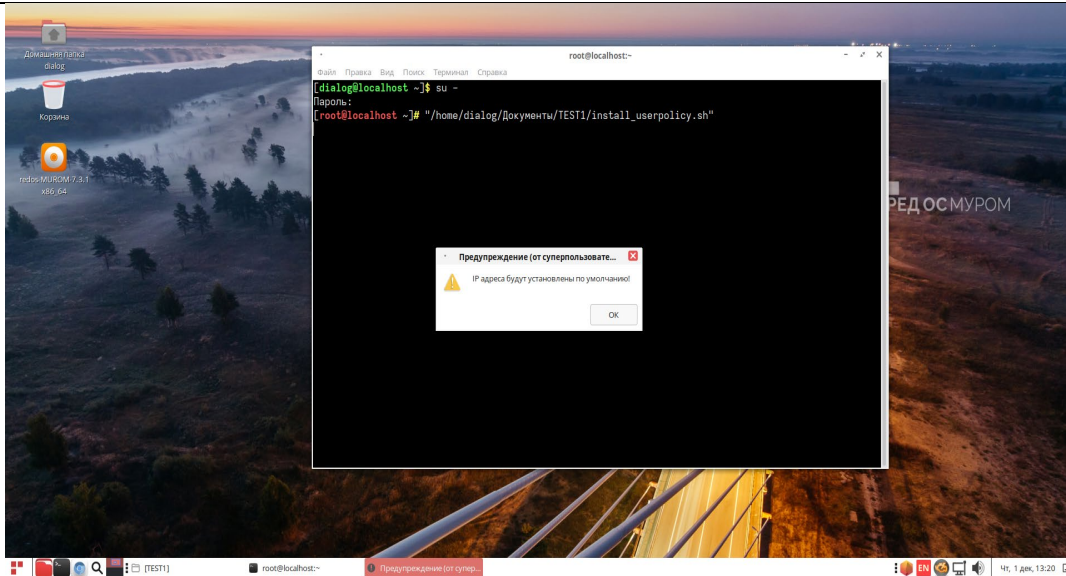 Домашняя папка
dialog
Корзина
redos-MUROM-7.3.1
x86_64
root@localhost:~
Файл Правка Вид Поиск Терминал Справка
[dialog@localhost ~]$ su -
Пароль:
[root@localhost ~]# "/home/dialog/Документы/TEST1/install_userpolicy.sh"
РЕД ОС МУРОМ
Предупреждение (от суперпользовате...
IP адреса будут установлены по умолчанию!
ОК
[TEST1]
root@localhost:~
Предупреждение (от супер...
EN
Чт, 1 дек, 13:20